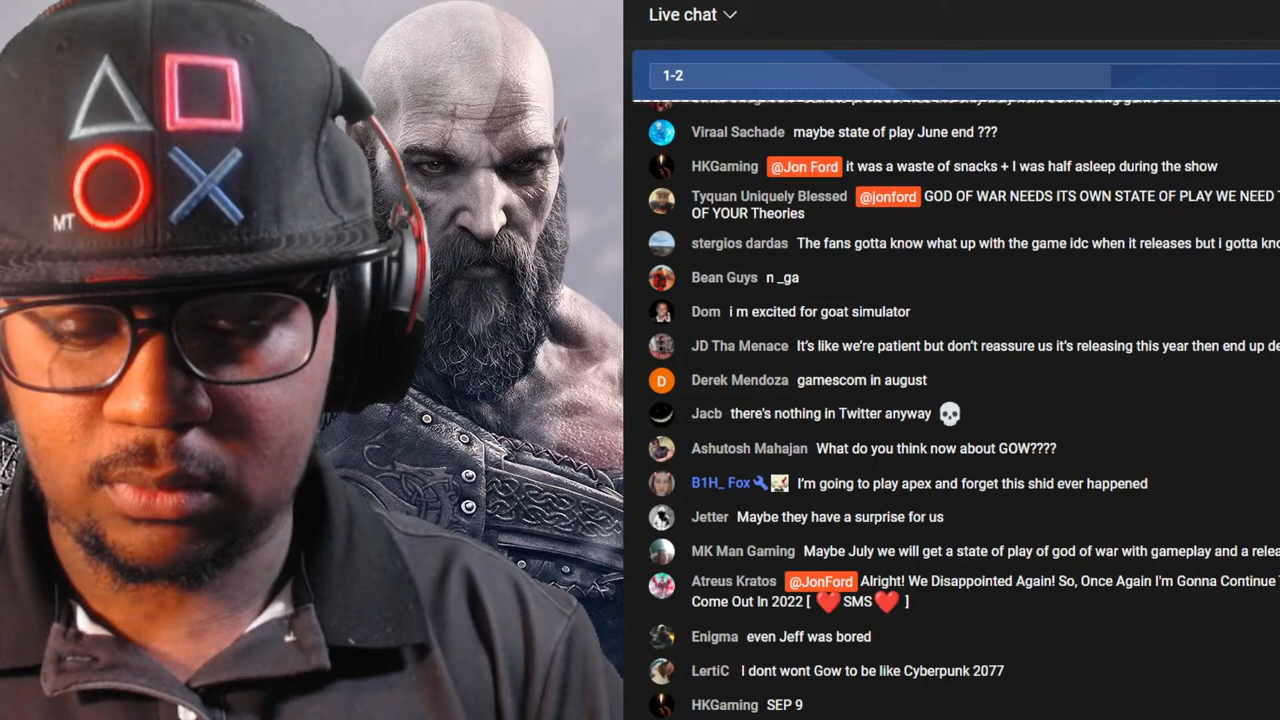 MT
Live chat
1-2
Viraal Sachade maybe state of play June end ???
HKGaming @Jon Ford it was a waste of snacks + I was half asleep during the show
Tyquan Uniquely Blessed @jonford GOD OF WAR NEEDS ITS OWN STATE OF PLAY WE NEED
OF YOUR Theories
stergios dardas The fans gotta know what up with the game idc when it releases but i gotta
Bean Guys n _ga
Dom i m excited for goat simulator
JD Tha Menace It's like we're patient but don't reassure us it's releasing this year then end up
D
Derek Mendoza gamescom in august
Jacb there's nothing in Twitter anyway 💀
Ashutosh Mahajan What do you think now about GOW????
B1H_ Fox I'm going to play apex and forget this shid ever happened
Jetter Maybe they have a surprise for us
MK Man Gaming Maybe July we will get a state of play of god of war with gameplay and a
Atreus Kratos @JonFord Alright! We Disappointed Again! So, Once Again I'm Gonna Continue
Come Out In 2022 [ ❤️ SMS ❤️ ]
Enigma even Jeff was bored
LertiC I dont wont Gow to be like Cyberpunk 2077
HKGaming SEP 9